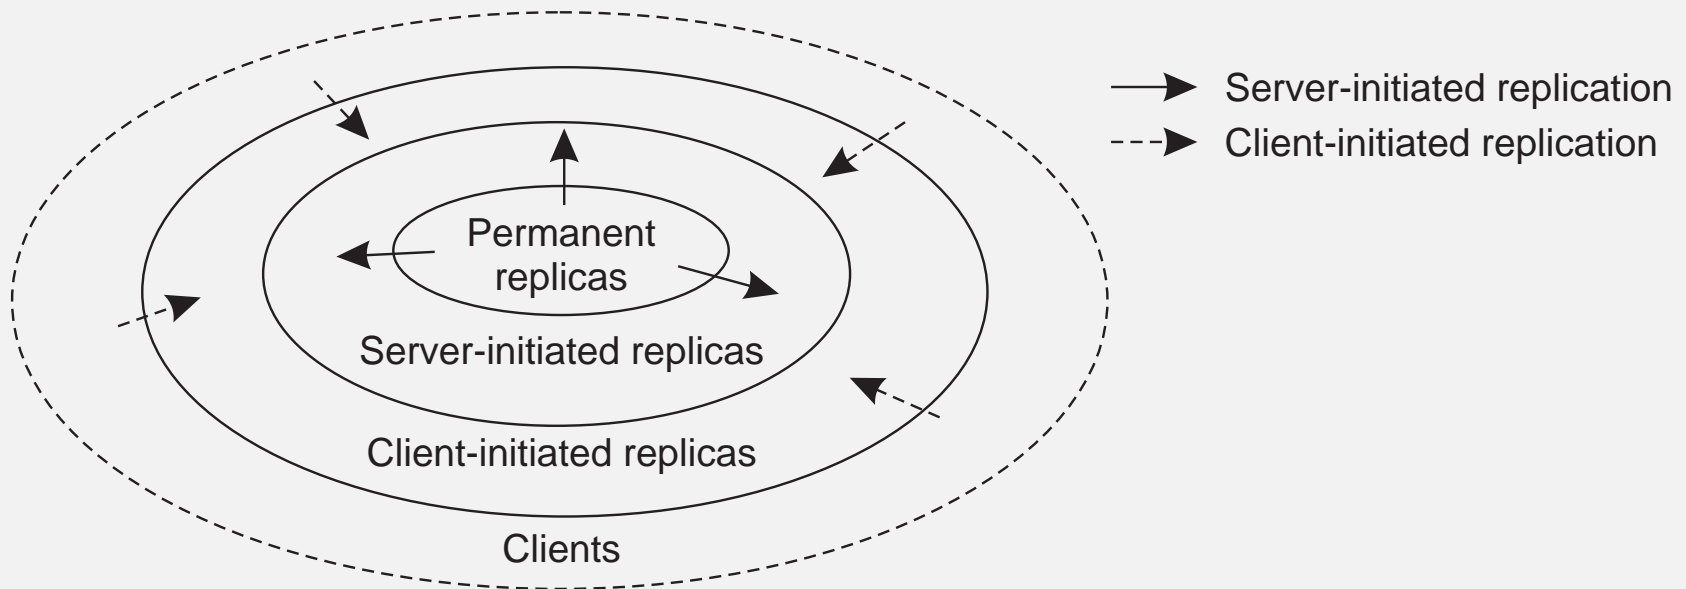 Server-initiated replication
Client-initiated replication
Permanent
replicas
Server-initiated replicas
Client-initiated replicas
Clients